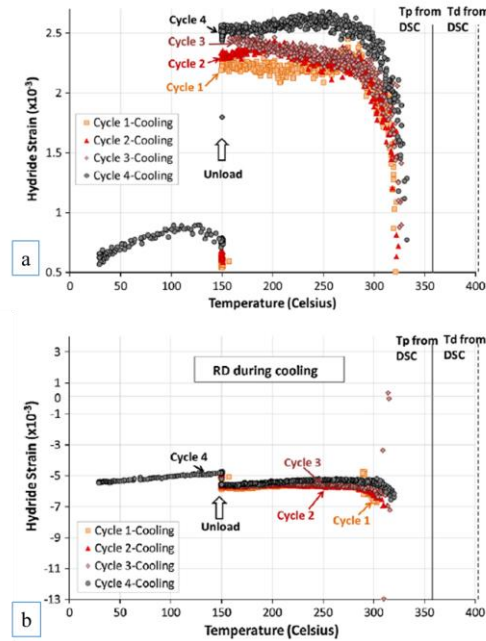 Tp from Td from
DSC DSC
2.5
2
1.5
1
0.5
Hydride Strain (x10-3)
Cycle 4
Cycle 3
Cycle 2
Cycle 1
Cycle 1-Cooling
Cycle 2-Cooling
Cycle 3-Cooling
Cycle 4-Cooling
Unload
a
0 50 100 150 200 250 300 350 400
Temperature (Celsius)
Tp from Td from
DSC DSC
RD during cooling
3
1
0
-1
-3
-5
-7
-9
-11
-13
Hydride Strain (x10⁻³)
Cycle 4
Cycle 3
Cycle 2
Cycle 1
Unload
Cycle 1-Cooling
Cycle 2-Cooling
Cycle 3-Cooling
Cycle 4-Cooling
b
0 50 100 150 200 250 300 350 400
Temperature (Celsius)